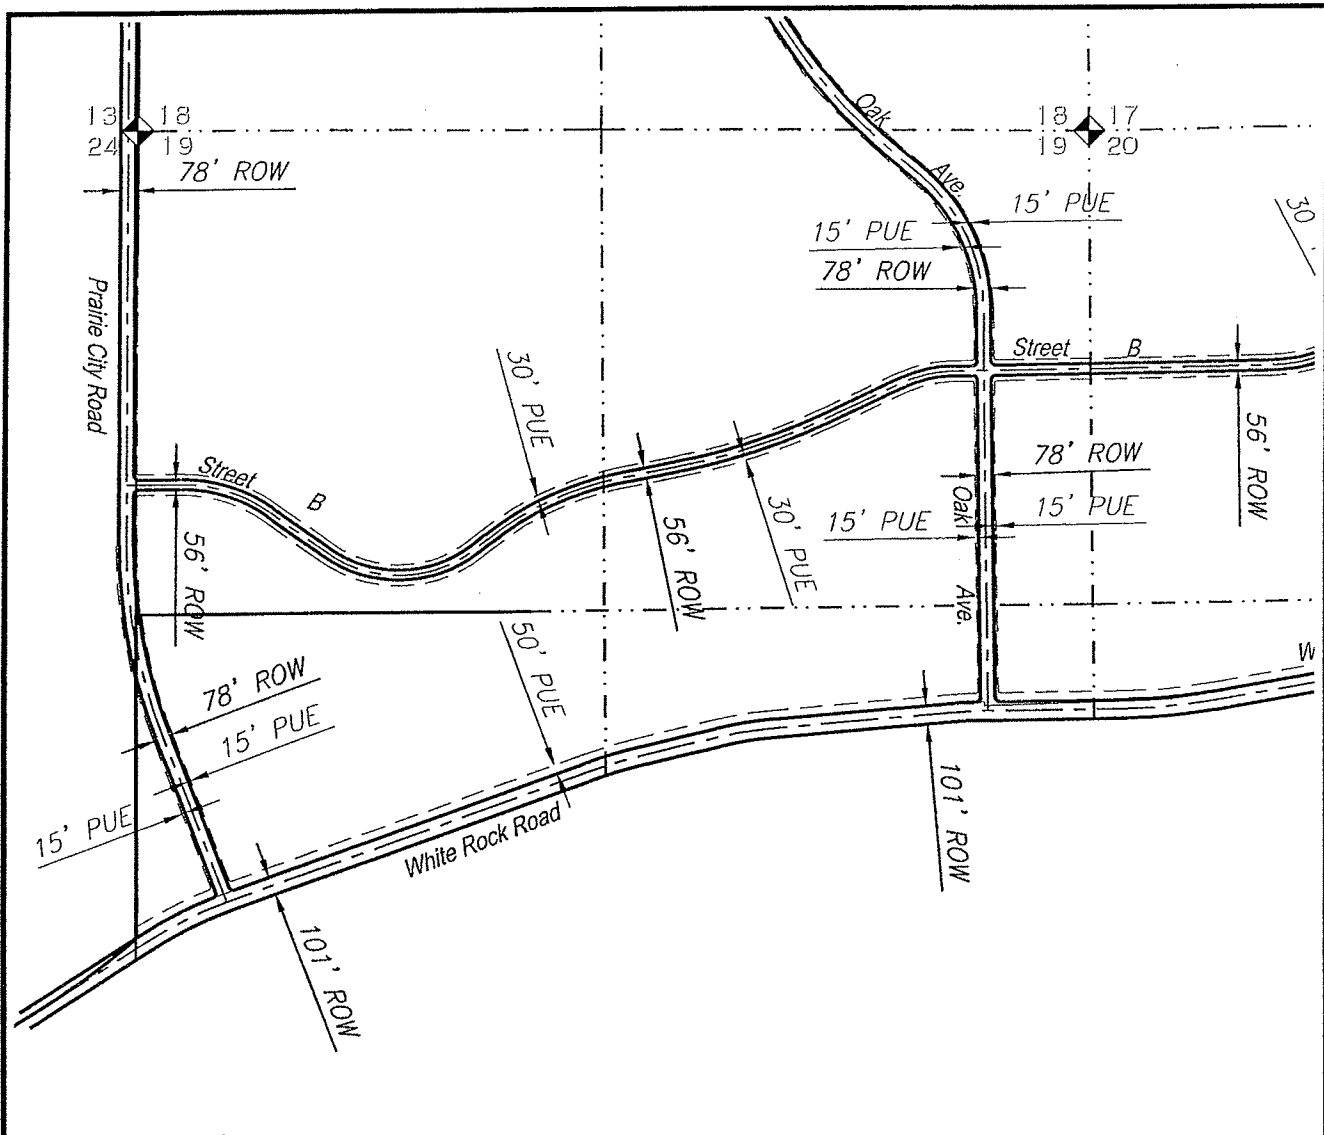 13 18
24 19
78' ROW
Oak
Ave.
18 17
19 20
15' PUE
15' PUE
78' ROW
30
Prairie City Road
Street B
30' PUE
Street B
56' ROW
78' ROW
15' PUE
15' PUE
Oak
Ave.
56' ROW
56' ROW
30' PUE
50' PUE
78' ROW
15' PUE
15' PUE
W
101' ROW
White Rock Road
101' ROW